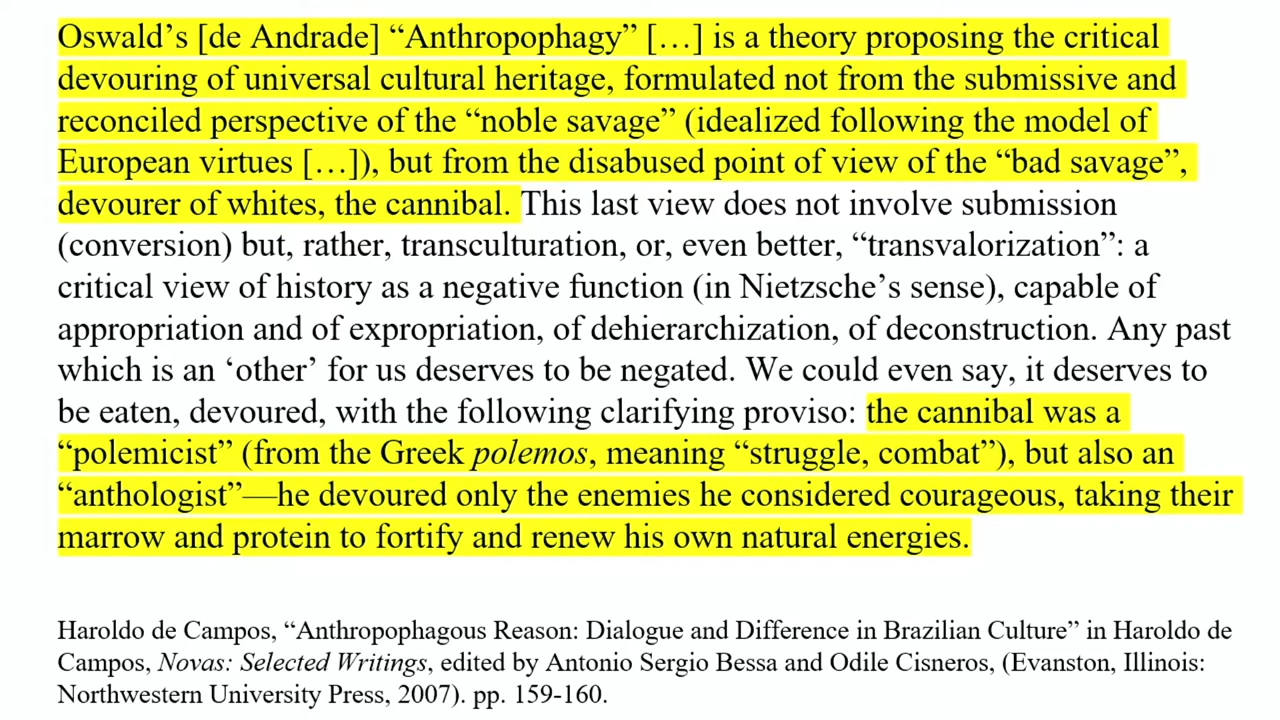 Oswald’s [de Andrade] “Anthropophagy” […] is a theory proposing the critical
devouring of universal cultural heritage, formulated not from the submissive and
reconciled perspective of the “noble savage” (idealized following the model of
European virtues […]), but from the disabused point of view of the “bad savage”,
devourer of whites, the cannibal. This last view does not involve submission
(conversion) but, rather, transculturation, or, even better, “transvalorization”: a
critical view of history as a negative function (in Nietzsche’s sense), capable of
appropriation and of expropriation, of dehierarchization, of deconstruction. Any past
which is an ‘other’ for us deserves to be negated. We could even say, it deserves to
be eaten, devoured, with the following clarifying proviso: the cannibal was a
“polemicist” (from the Greek polemos, meaning “struggle, combat”), but also an
“anthologist”—he devoured only the enemies he considered courageous, taking their
marrow and protein to fortify and renew his own natural energies.
Haroldo de Campos, “Anthropophagous Reason: Dialogue and Difference in Brazilian Culture” in Haroldo de
Campos, Novas: Selected Writings, edited by Antonio Sergio Bessa and Odile Cisneros, (Evanston, Illinois:
Northwestern University Press, 2007). pp. 159-160.